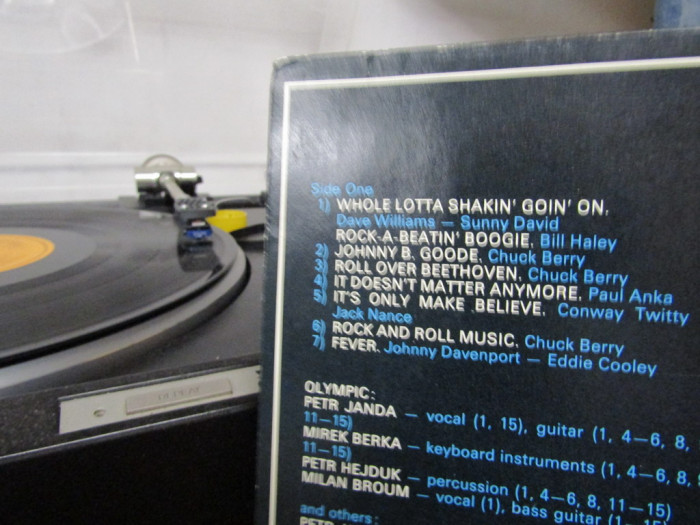 Side One
1) WHOLE LOTTA SHAKIN' GOIN' ON,
Dave Williams — Sunny David
ROCK-A-BEATIN' BOOGIE, Bill Haley
2) JOHNNY B. GOODE, Chuck Berry
3) ROLL OVER BEETHOVEN, Chuck Berry
4) IT DOESN'T MATTER ANYMORE, Paul Anka
5) IT'S ONLY MAKE BELIEVE, Conway Twitty
Jack Nance
6) ROCK AND ROLL MUSIC, Chuck Berry
7) FEVER, Johnny Davenport — Eddie Cooley
OLYMPIC:
PETR JANDA — vocal (1, 15), guitar (1, 4—6, 8,
11—15)
MIREK BERKA — keyboard instruments (1, 4—6, 8,
11—15)
PETR HEJDUK — percussion (1, 4—6, 8, 11—15)
MILAN BROUM — vocal (1), bass guitar (1,
and others: